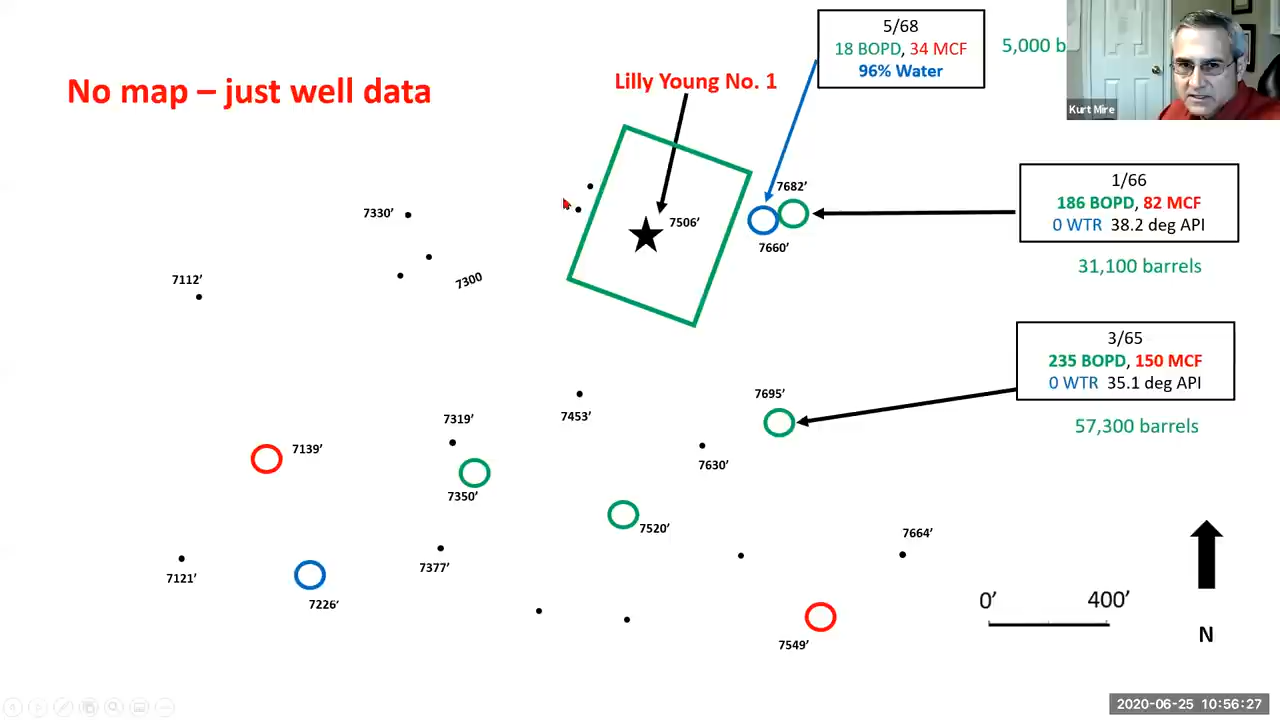 5/68
18 BOPD, 34 MCF
96% Water
5,000 b
Kurt Mire
No map – just well data
Lilly Young No. 1
1/66
186 BOPD, 82 MCF
0 WTR 38.2 deg API
31,100 barrels
7682’
7330’
7506’
7660’
7112’
7300
3/65
235 BOPD, 150 MCF
0 WTR 35.1 deg API
57,300 barrels
7695’
7453’
7319’
7139’
7630’
7350’
7520’
7664’
7377’
7121’
7226’
0’ 400’
N
7549’
2020-06-25 10:56:27